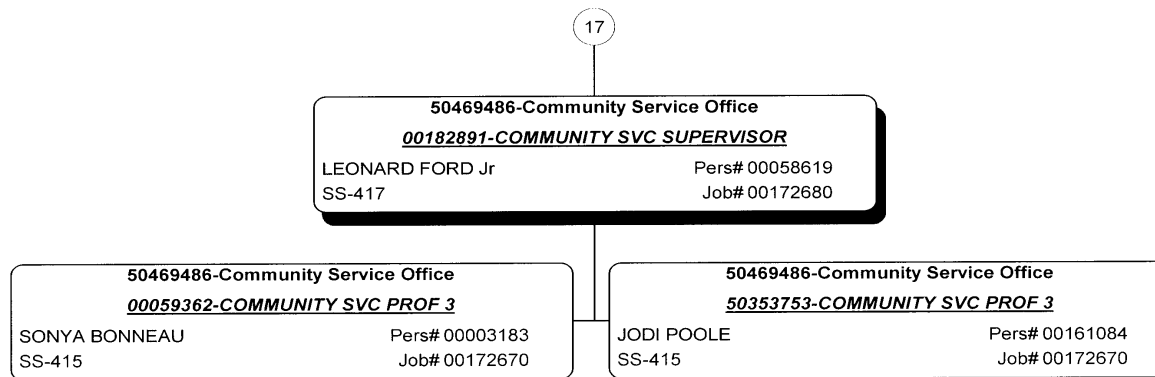 17
50469486-Community Service Office
00182891-COMMUNITY SVC SUPERVISOR
LEONARD FORD Jr Pers# 00058619
SS-417 Job# 00172680
50469486-Community Service Office
00059362-COMMUNITY SVC PROF 3
SONYA BONNEAU Pers# 00003183
SS-415 Job# 00172670
50469486-Community Service Office
50353753-COMMUNITY SVC PROF 3
JODI POOLE Pers# 00161084
SS-415 Job# 00172670